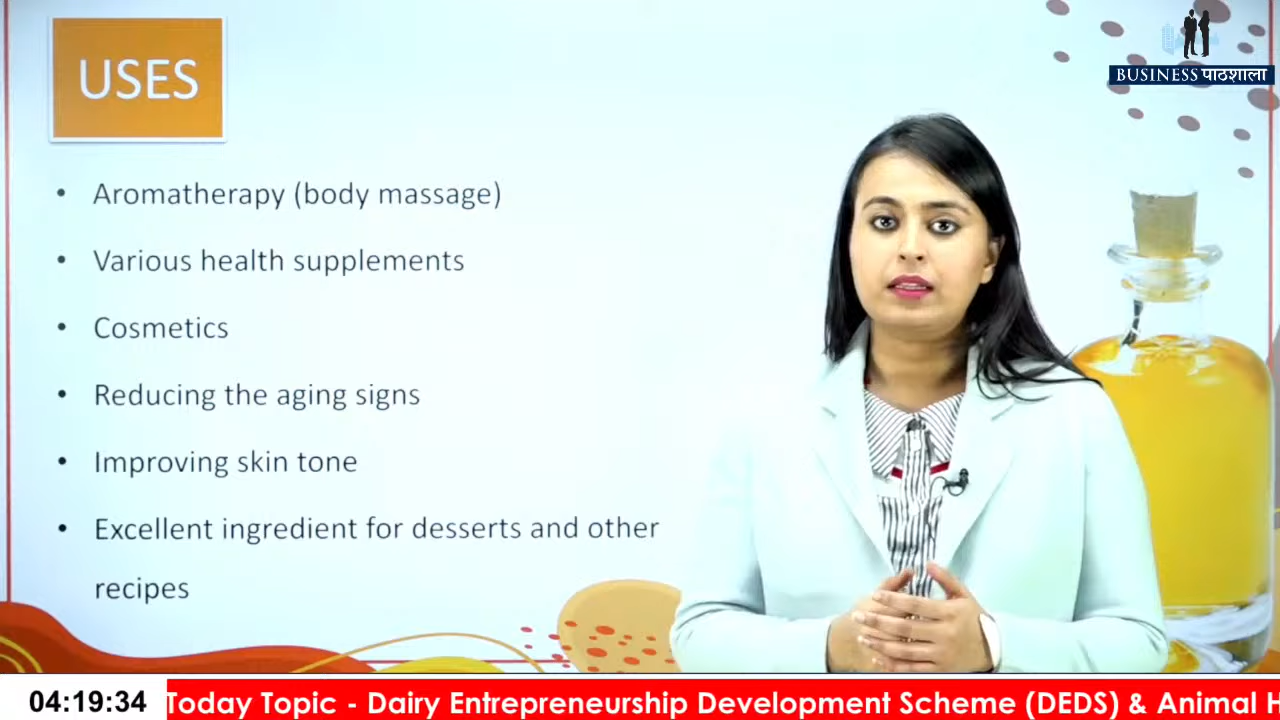 USES
BUSINESS पाठशाला
• Aromatherapy (body massage)
• Various health supplements
• Cosmetics
• Reducing the aging signs
• Improving skin tone
• Excellent ingredient for desserts and other
recipes
04:19:34 Today Topic - Dairy Entrepreneurship Development Scheme (DEDS) & Animal H